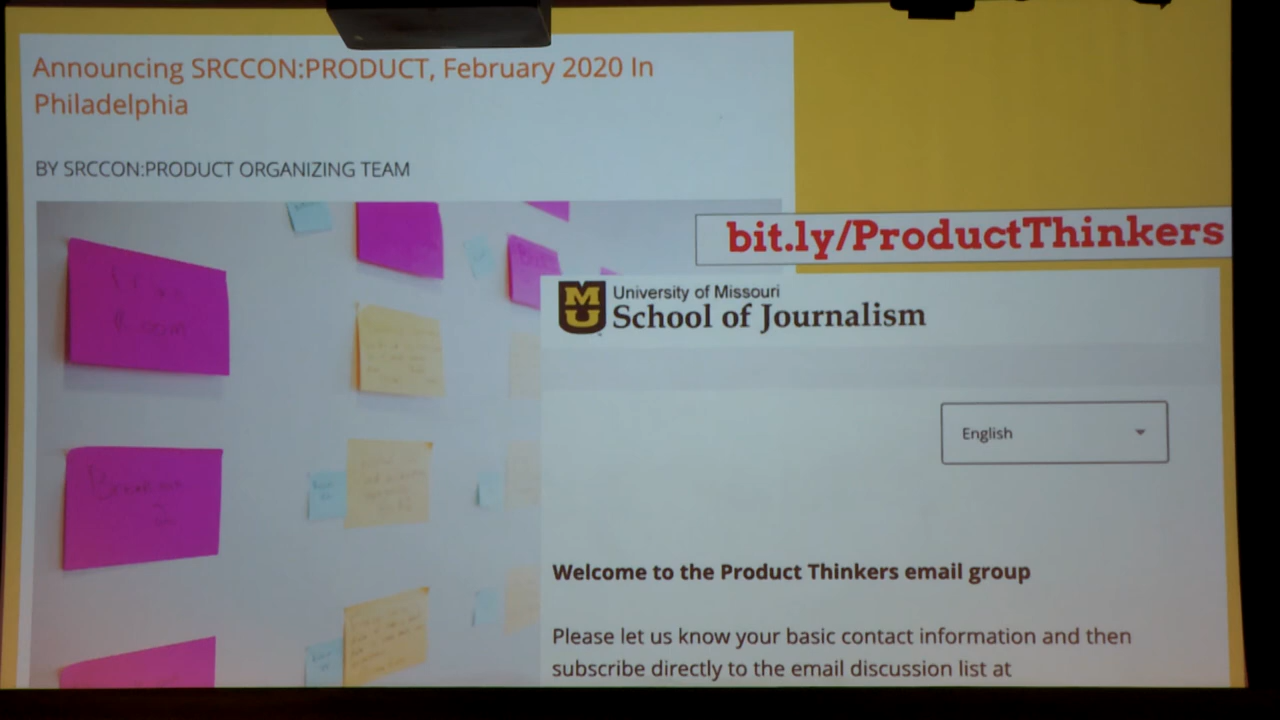 Announcing SRCCON:PRODUCT, February 2020 In
Philadelphia
BY SRCCON:PRODUCT ORGANIZING TEAM
bit.ly/ProductThinkers
MU
University of Missouri
School of Journalism
English
Welcome to the Product Thinkers email group
Please let us know your basic contact information and then
subscribe directly to the email discussion list at